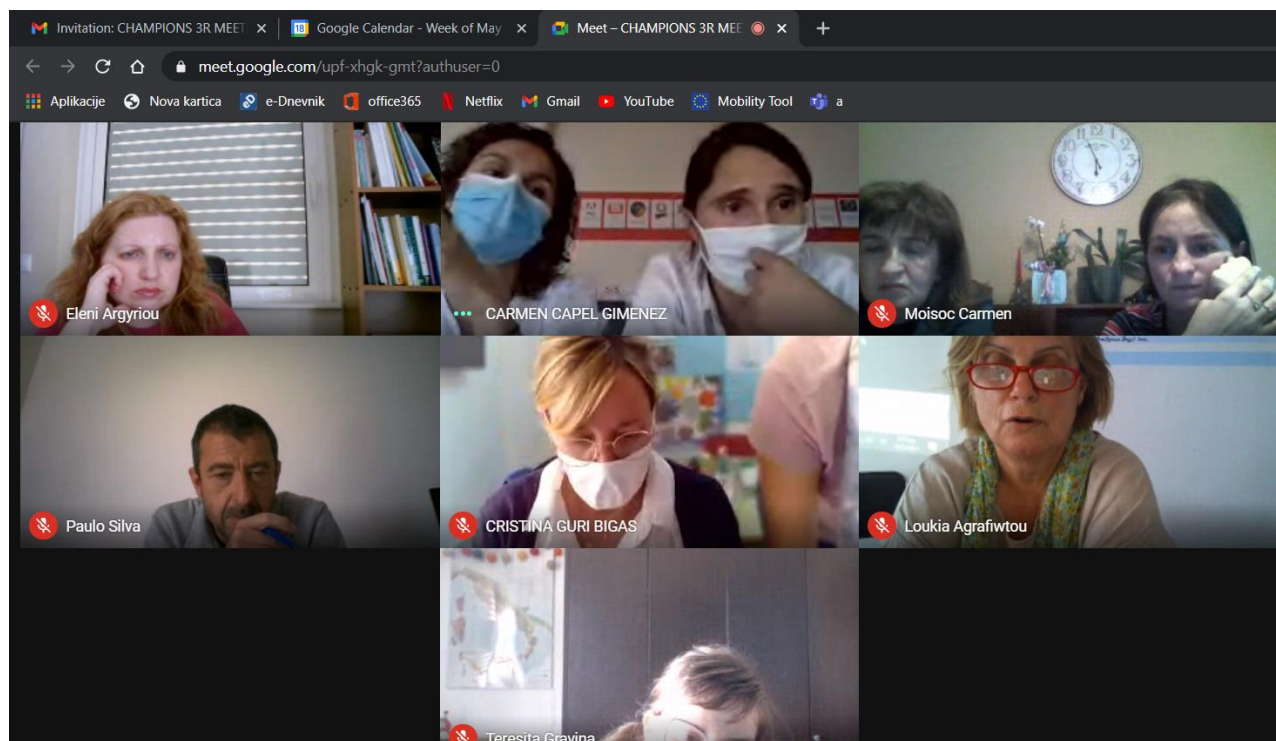 Invitation: CHAMPIONS 3R MEET
18
Google Calendar - Week of May
Meet – CHAMPIONS 3R MEE
meet.google.com/upf-xhgk-gmt?authuser=0
Aplikacije
Nova kartica
e-Dnevnik
office365
Netflix
Gmail
YouTube
Mobility Tool
a
Eleni Argyriou
CARMEN CAPEL GIMENEZ
Moisoc Carmen
Paulo Silva
CRISTINA GURI BIGAS
Loukia Agrafiwtou
Teresita Gravina